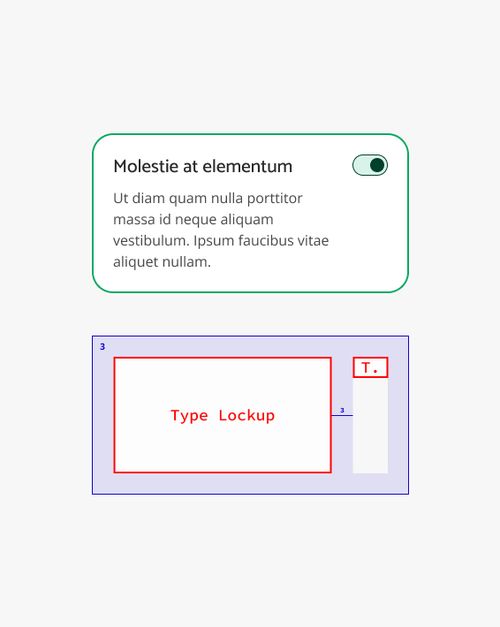 Molestie at elementum
Ut diam quam nulla porttitor
massa id neque aliquam
vestibulum. Ipsum faucibus vitae
aliquet nullam.
3
T.
Type Lockup
3